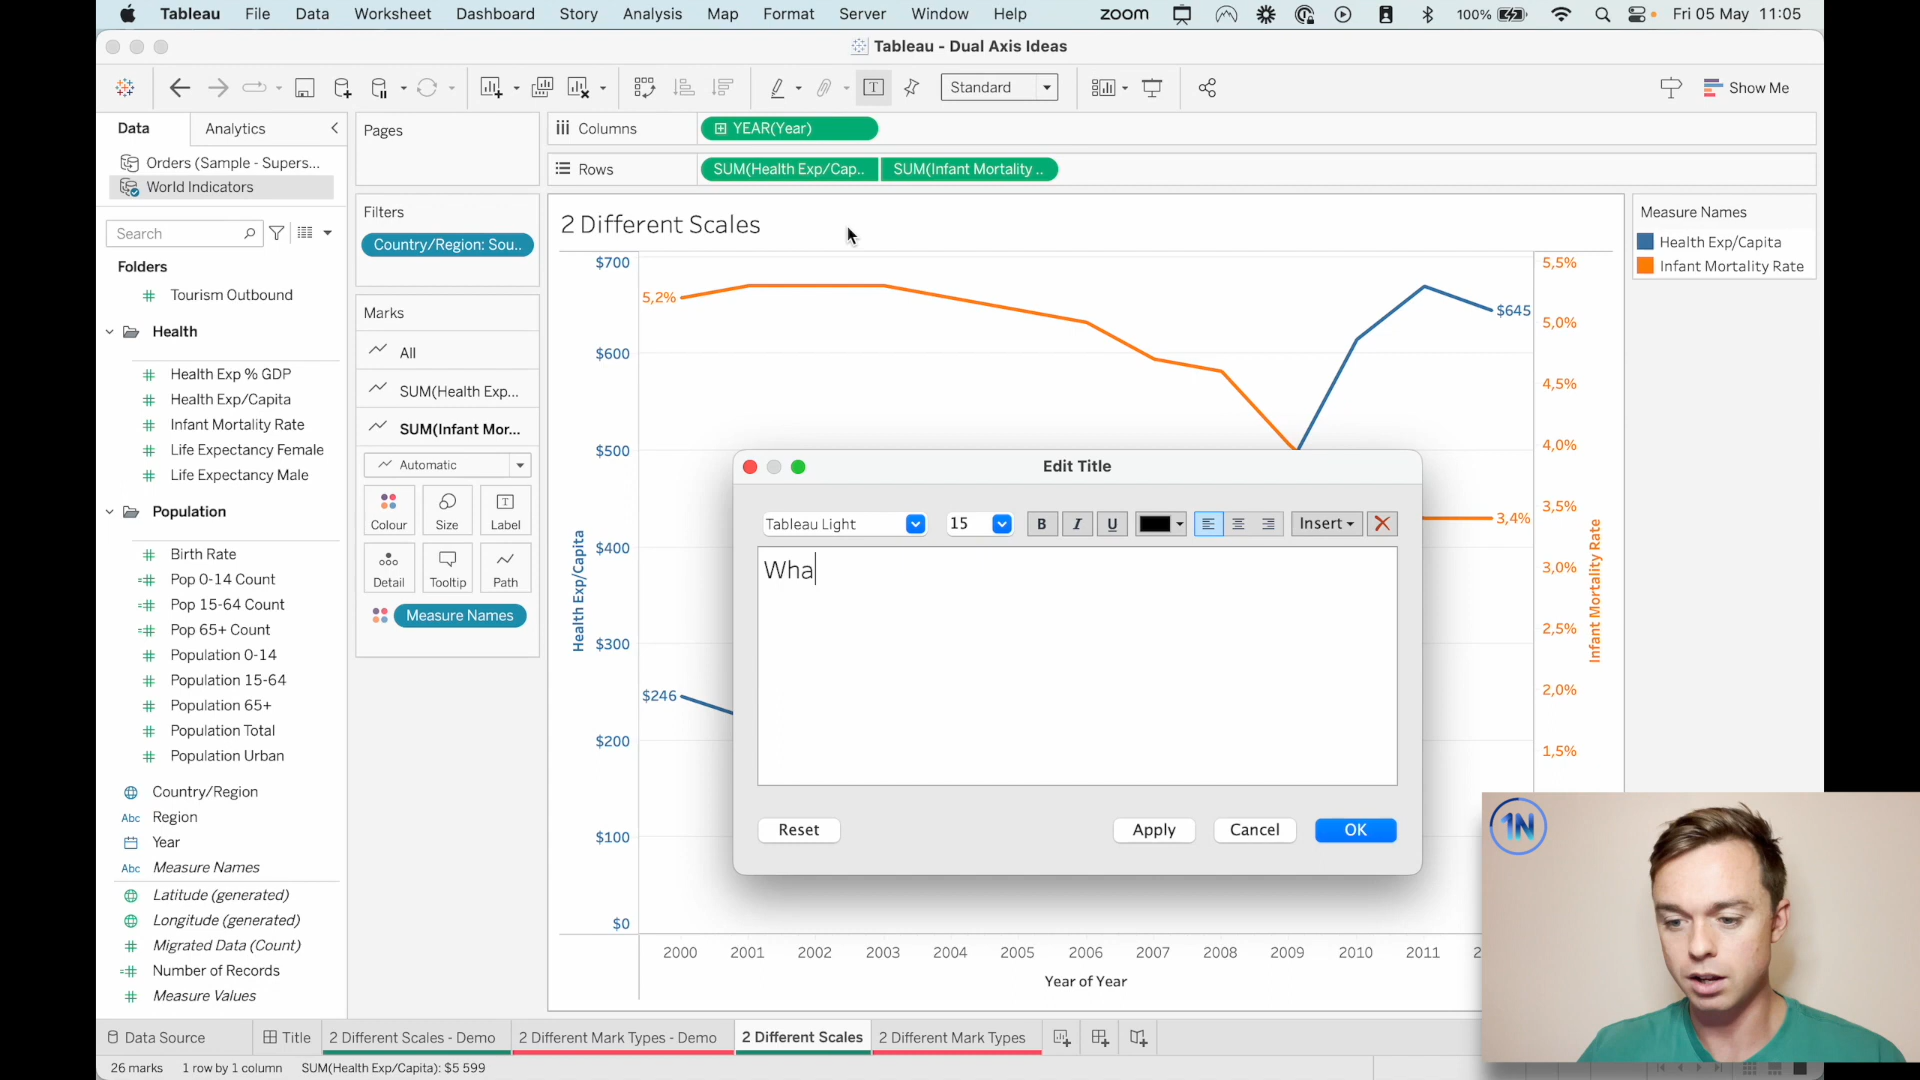 Tableau File Data Worksheet Dashboard Story Analysis Map Format Server Window Help zoom 100% Fri 05 May 11:05
Tableau - Dual Axis Ideas
Standard Show Me
Data Analytics
Orders (Sample - Supers...
World Indicators
Search
Folders
Tourism Outbound
Health
Health Exp % GDP
Health Exp/Capita
Infant Mortality Rate
Life Expectancy Female
Life Expectancy Male
Population
Birth Rate
Pop 0-14 Count
Pop 15-64 Count
Pop 65+ Count
Population 0-14
Population 15-64
Population 65+
Population Total
Population Urban
Country/Region
Abc Region
Year
Abc Measure Names
Latitude (generated)
Longitude (generated)
Migrated Data (Count)
Number of Records
Measure Values
Pages
Filters
Country/Region: Sou..
Marks
All
SUM(Health Exp...
SUM(Infant Mor...
Automatic
Colour Size Label
Detail Tooltip Path
Measure Names
Columns YEAR(Year)
Rows SUM(Health Exp/Cap.. SUM(Infant Mortality ..
2 Different Scales
$700
$600
$500
$400
$300
$200
$100
$0
Health Exp/Capita
5,2%
$246
$645
3,4%
5,5%
5,0%
4,5%
4,0%
3,5%
3,0%
2,5%
2,0%
1,5%
Infant Mortality Rate
2000 2001 2002 2003 2004 2005 2006 2007 2008 2009 2010 2011
Year of Year
Edit Title
Tableau Light 15 B I U Insert
Wha
Reset Apply Cancel OK
Measure Names
Health Exp/Capita
Infant Mortality Rate
1N
Data Source Title 2 Different Scales - Demo 2 Different Mark Types - Demo 2 Different Scales 2 Different Mark Types
26 marks 1 row by 1 column SUM(Health Exp/Capita): $5 599